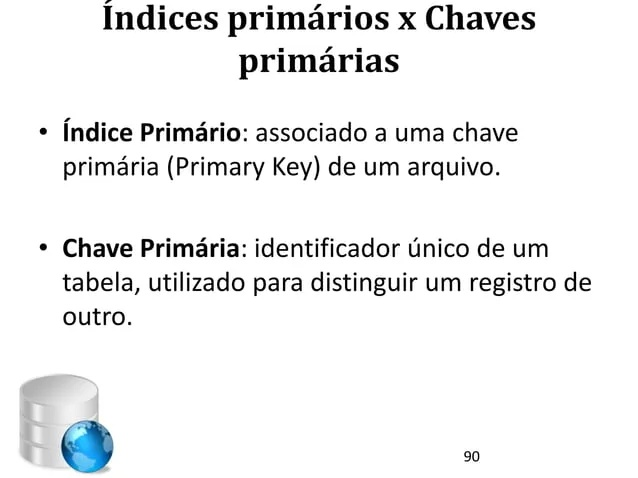 Índices primários x Chaves
primárias
• Índice Primário: associado a uma chave
primária (Primary Key) de um arquivo.
• Chave Primária: identificador único de um
tabela, utilizado para distinguir um registro de
outro.
90